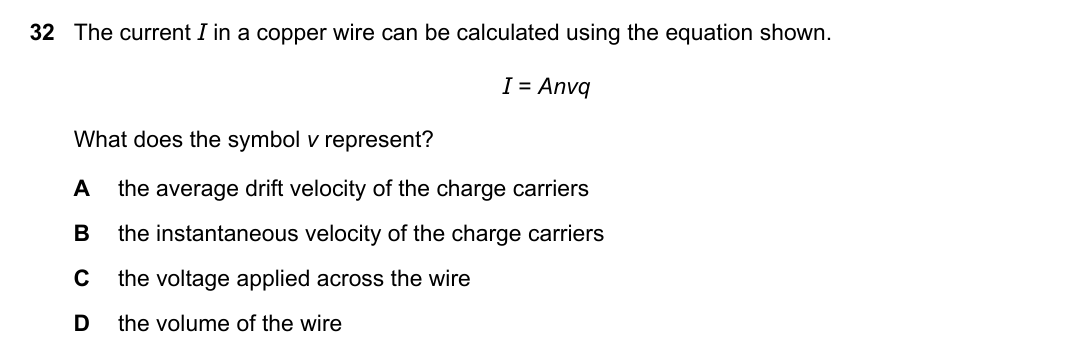 32 The current I in a copper wire can be calculated using the equation shown.
I = Anvq
What does the symbol v represent?
A the average drift velocity of the charge carriers
B the instantaneous velocity of the charge carriers
C the voltage applied across the wire
D the volume of the wire